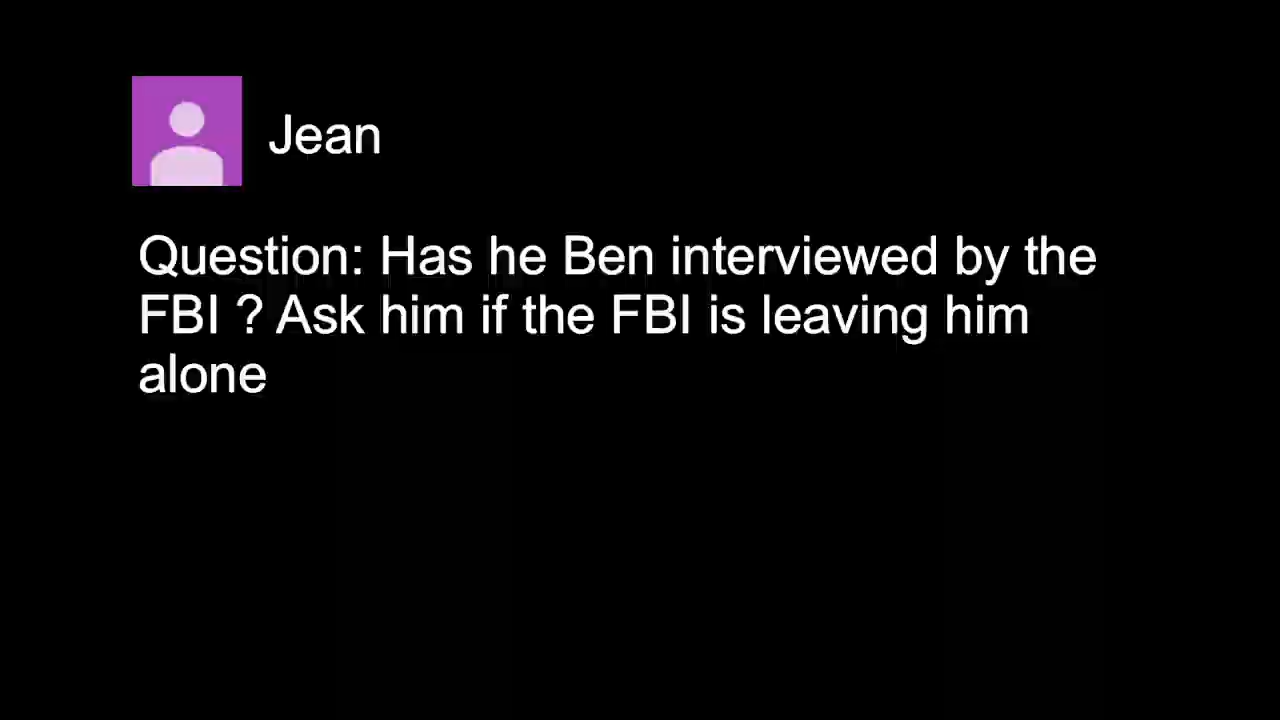 Jean
Question: Has he Ben interviewed by the
FBI ? Ask him if the FBI is leaving him
alone